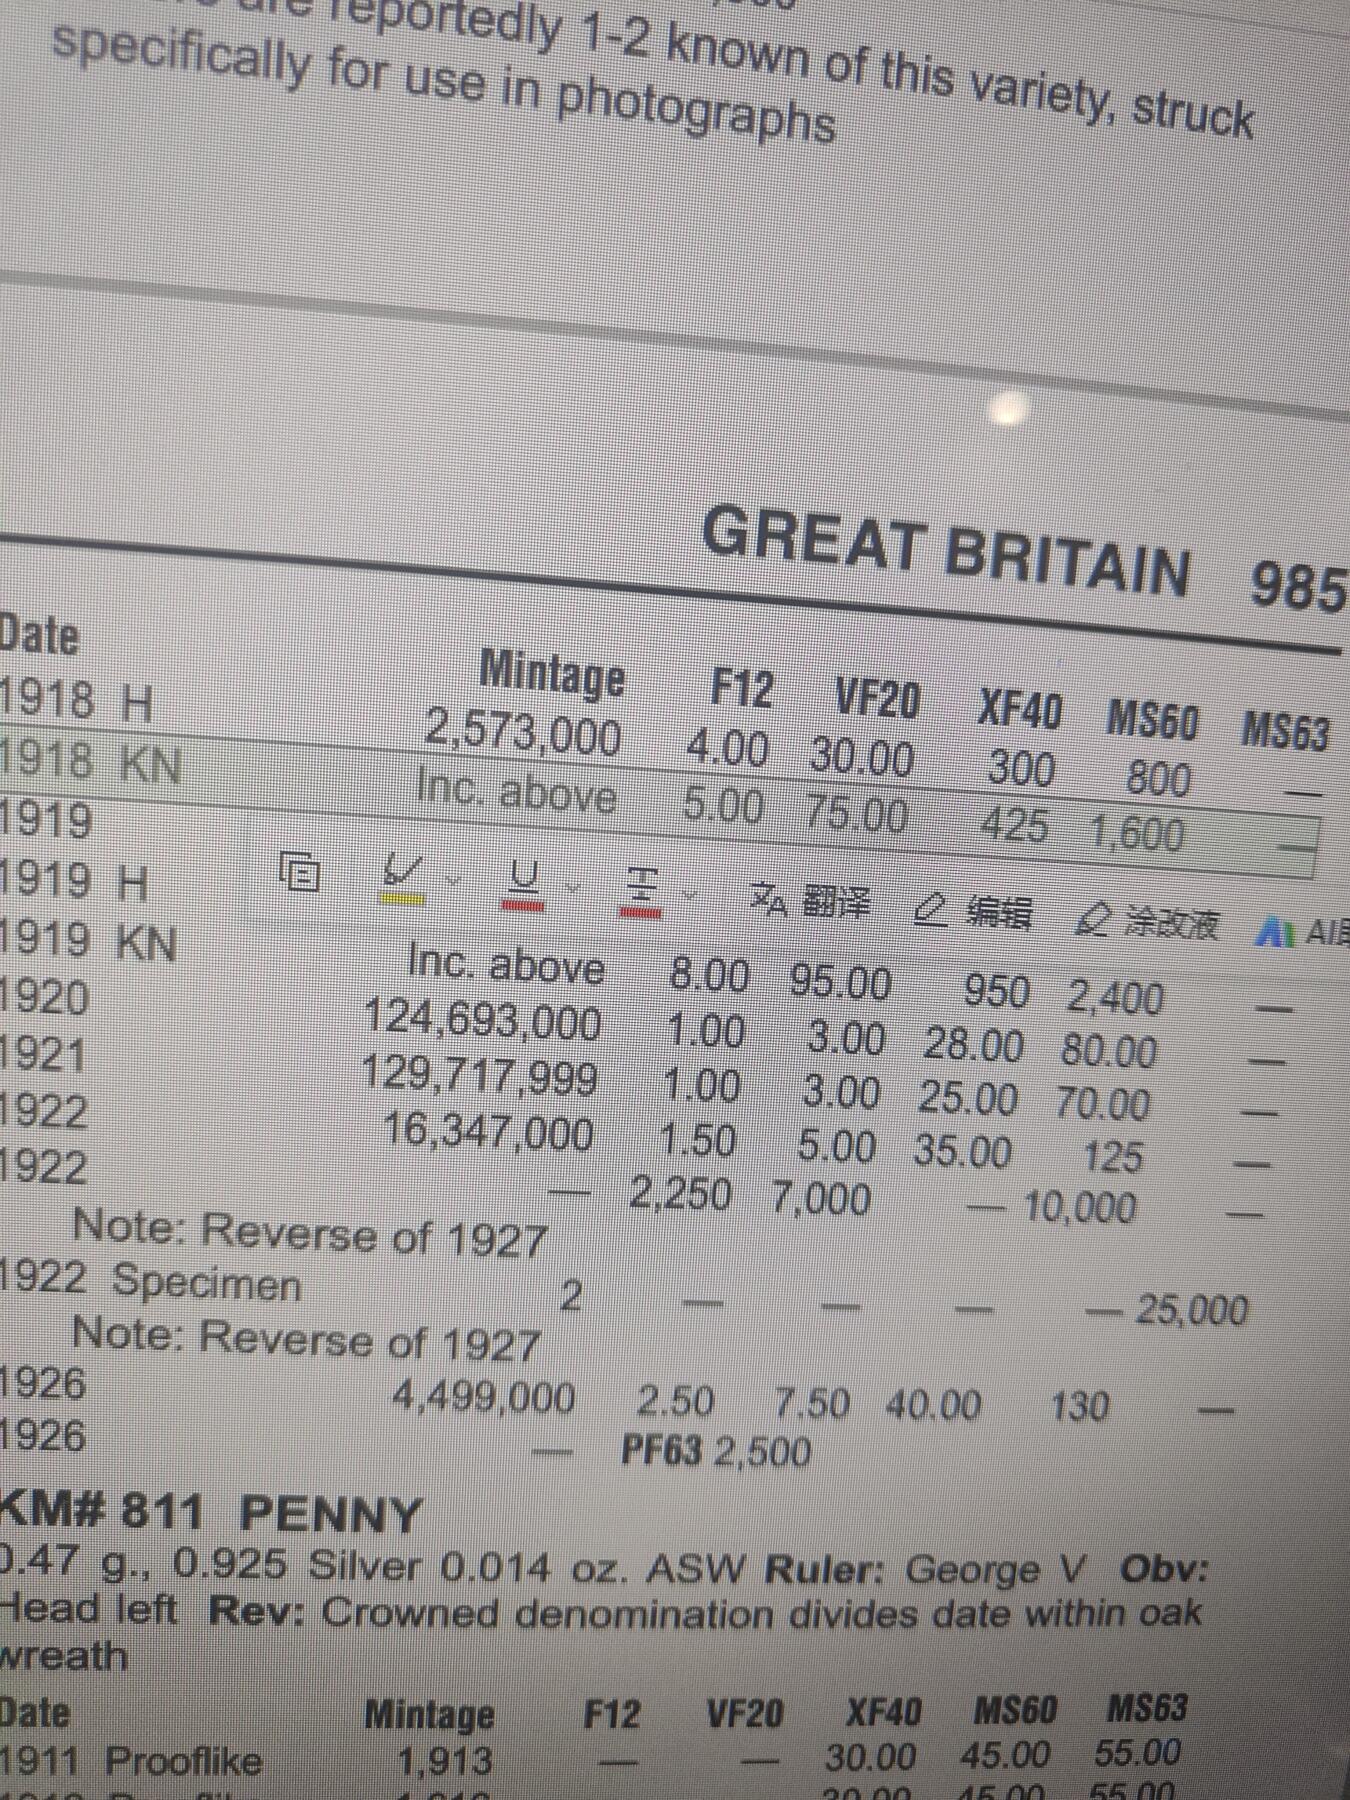 are reportedly 1-2 known of this variety, struck
specifically for use in photographs
GREAT BRITAIN 985
Date Mintage F12 VF20 XF40 MS60 MS63
1918 H 2,573,000 4.00 30.00 300 800 —
1918 KN Inc. above 5.00 75.00 425 1,600 —
1919
1919 H
翻译 编辑 涂改液
1919 KN Inc. above 8.00 95.00 950 2,400 —
1920 124,693,000 1.00 3.00 28.00 80.00 —
1921 129,717,999 1.00 3.00 25.00 70.00 —
1922 16,347,000 1.50 5.00 35.00 125 —
1922 — 2,250 7,000 — 10,000 —
Note: Reverse of 1927
1922 Specimen 2 — — — — 25,000
Note: Reverse of 1927
1926 4,499,000 2.50 7.50 40.00 130 —
1926 — PF63 2,500
KM# 811 PENNY
0.47 g., 0.925 Silver 0.014 oz. ASW Ruler: George V Obv:
Head left Rev: Crowned denomination divides date within oak
wreath
Date Mintage F12 VF20 XF40 MS60 MS63
1911 Prooflike 1,913 — — 30.00 45.00 55.00